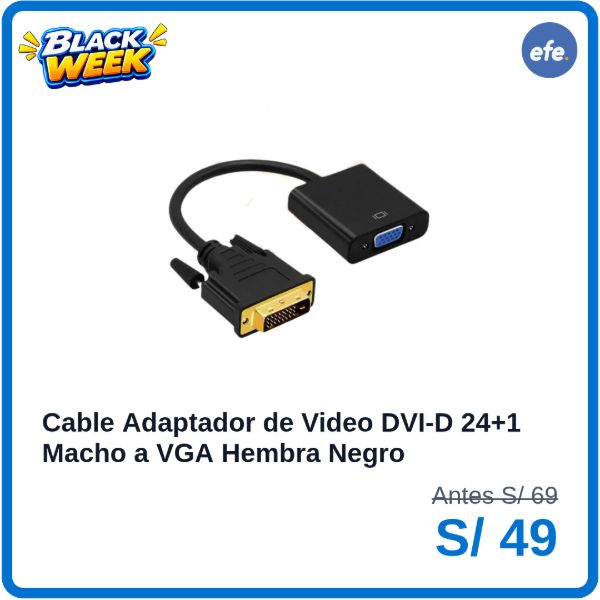 BLACK
WEEK
efe.
Cable Adaptador de Video DVI-D 24+1
Macho a VGA Hembra Negro
Antes S/ 69
S/ 49